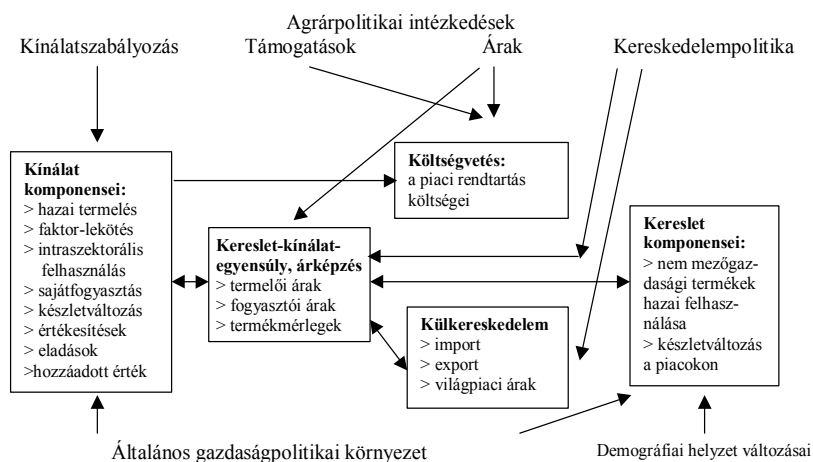 Agrárpolitikai intézkedések
Kínálatszabályozás
Támogatások
Árak
Kereskedelempolitika
Kínálat
komponensei:
> hazai termelés
> faktor-lekötés
> intraszektorális
felhasználás
> sajátfogyasztás
> készletváltozás
> értékesítések
> eladások
>hozzáadott érték
Költségvetés:
a piaci rendtartás
költségei
Kereslet-kínálat-
egyensúly, árképzés
> termelői árak
> fogyasztói árak
> termékmérlegek
Külkereskedelem
> import
> export
> világpiaci árak
Kereslet
komponensei:
> nem mezőgaz-
dasági termékek
hazai felhasz-
nálása
> készletváltozás
a piacokon
Általános gazdaságpolitikai környezet
Demográfiai helyzet változásai